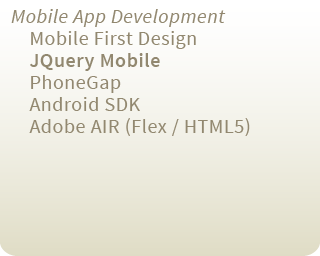 Mobile App Development
Mobile First Design
JQuery Mobile
PhoneGap
Android SDK
Adobe AIR (Flex / HTML5)